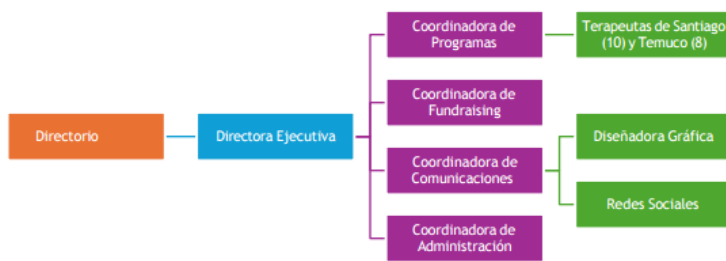 Directorio
Directora Ejecutiva
Coordinadora de
Programas
Terapeutas de Santiago
(10) y Temuco (8)
Coordinadora de
Fundraising
Coordinadora de
Comunicaciones
Diseñadora Gráfica
Redes Sociales
Coordinadora de
Administración